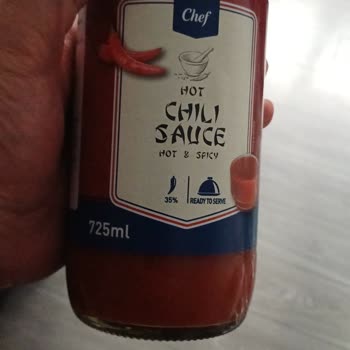 Chef
HOT
CHILI
SAUCE
HOT & SPICY
35%
READY TO SERVE
725ml